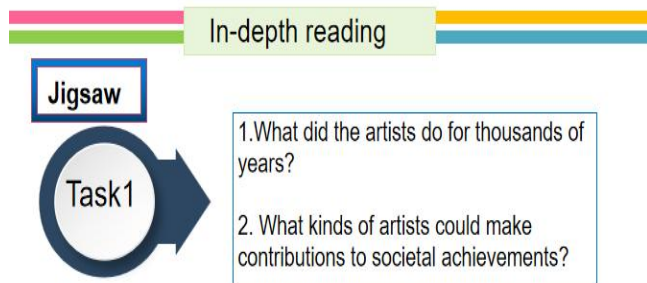 In-depth reading
Jigsaw
Task1
1.What did the artists do for thousands of
years?
2. What kinds of artists could make
contributions to societal achievements?